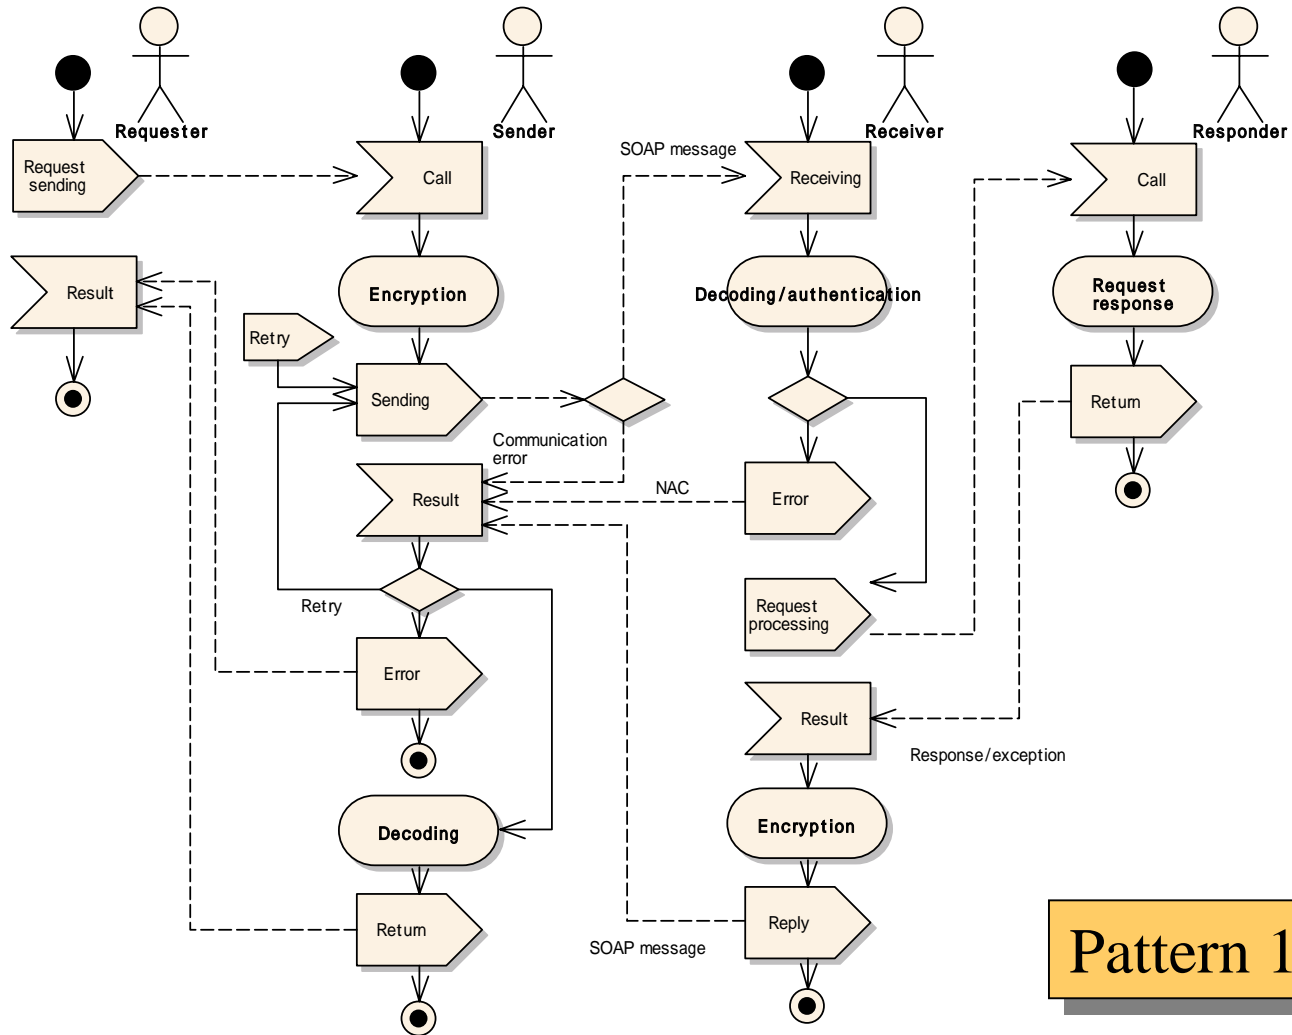 Requester
Sender
Receiver
Responder
Request
sending
Call
SOAP message
Receiving
Call
Result
Encryption
Decoding/authentication
Request
response
Retry
Sending
Return
Communication
error
Result
NAC
Error
Retry
Request
processing
Error
Result
Response/exception
Decoding
Encryption
Return
Reply
SOAP message
Pattern 1